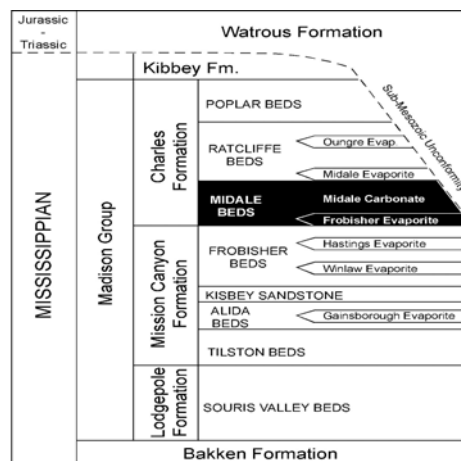 Jurassic
-
Triassic
Watrous Formation
Kibbey Fm.
Sub-Mesozoic Unconformity
MISSISSIPPIAN
Madison Group
Charles
Formation
POPLAR BEDS
RATCLIFFE
BEDS
Oungre Evap.
Midale Evaporite
MIDALE
BEDS
Midale Carbonate
Frobisher Evaporite
Mission Canyon
Formation
FROBISHER
BEDS
Hastings Evaporite
Winlaw Evaporite
KISBEY SANDSTONE
ALIDA
BEDS
Gainsborough Evaporite
TILSTON BEDS
Lodgepole
Formation
SOURIS VALLEY BEDS
Bakken Formation